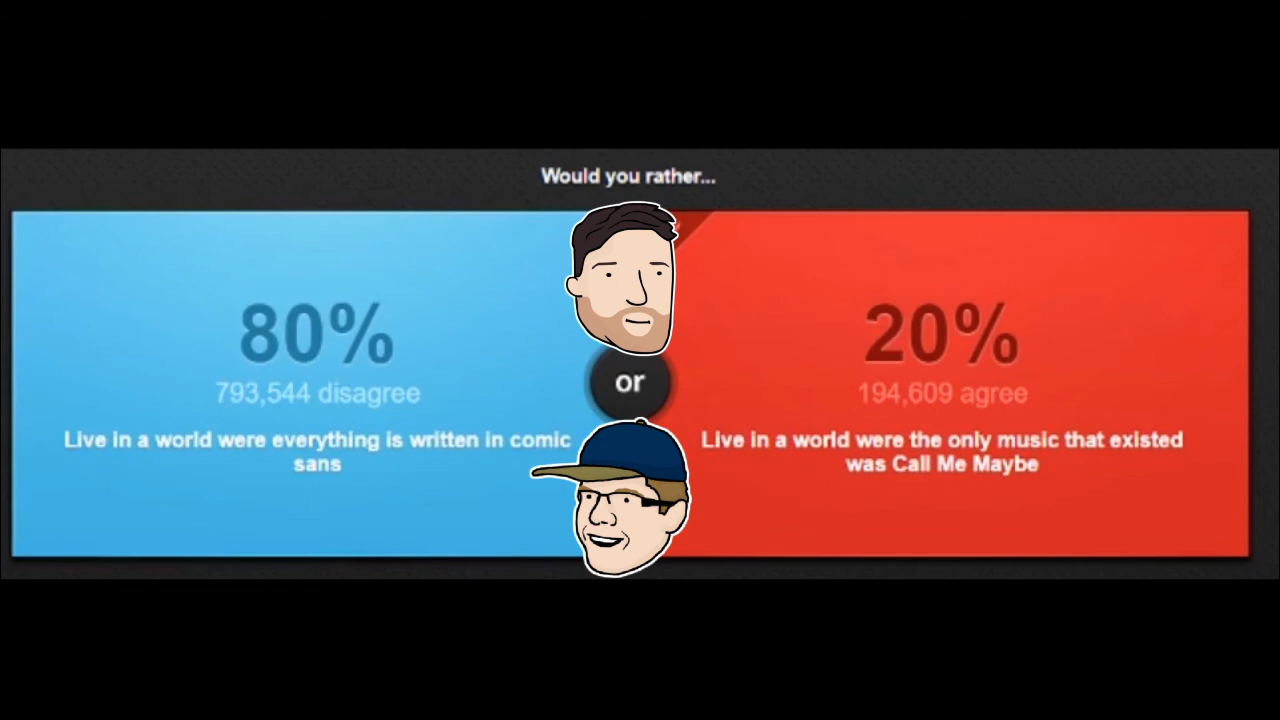 Would you rather...
80%
793,544 disagree
Live in a world were everything is written in comic
sans
or
20%
194,609 agree
Live in a world were the only music that existed
was Call Me Maybe